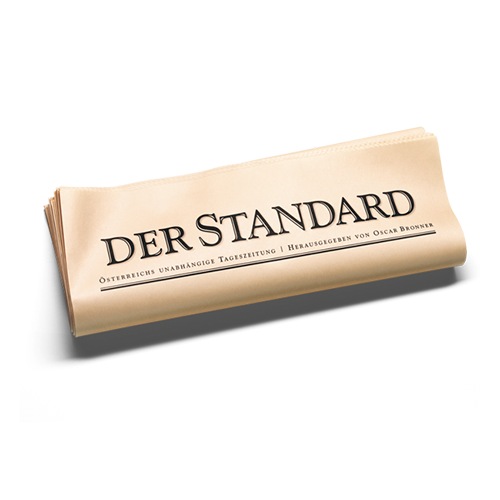 DER STANDARD
ÖSTERREICHS UNABHÄNGIGE TAGESZEITUNG | HERAUSGEGEBEN VON OSCAR BRONNER